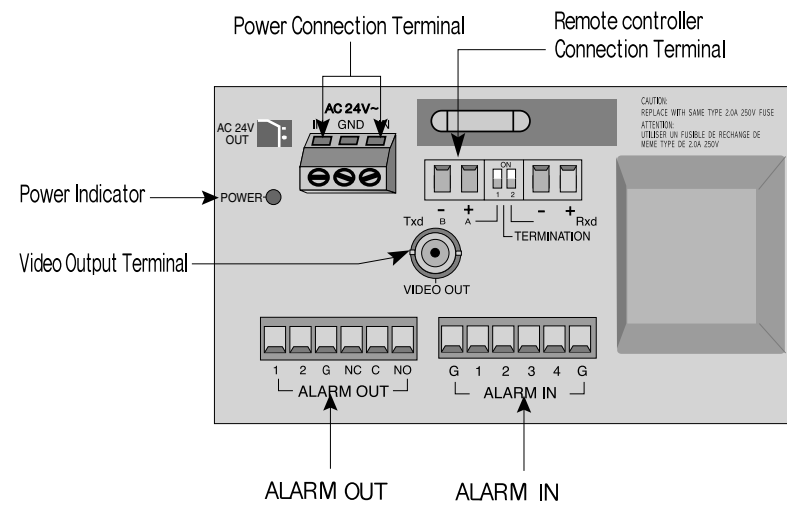 Power Connection Terminal
Remote controller
Connection Terminal
CAUTION:
REPLACE WITH SAME TYPE 2.0A 250V FUSE
ATTENTION:
UTILISER UN FUSIBLE DE RECHANGE DE
MEME TYPE DE 2.0A 250V
AC 24V~
IN GND IN
AC 24V
OUT
ON
1 2
Power Indicator
POWER
- + - +
Txd B A Rxd
TERMINATION
Video Output Terminal
VIDEO OUT
1 2 G NC C NO
ALARM OUT
G 1 2 3 4 G
ALARM IN
ALARM OUT
ALARM IN